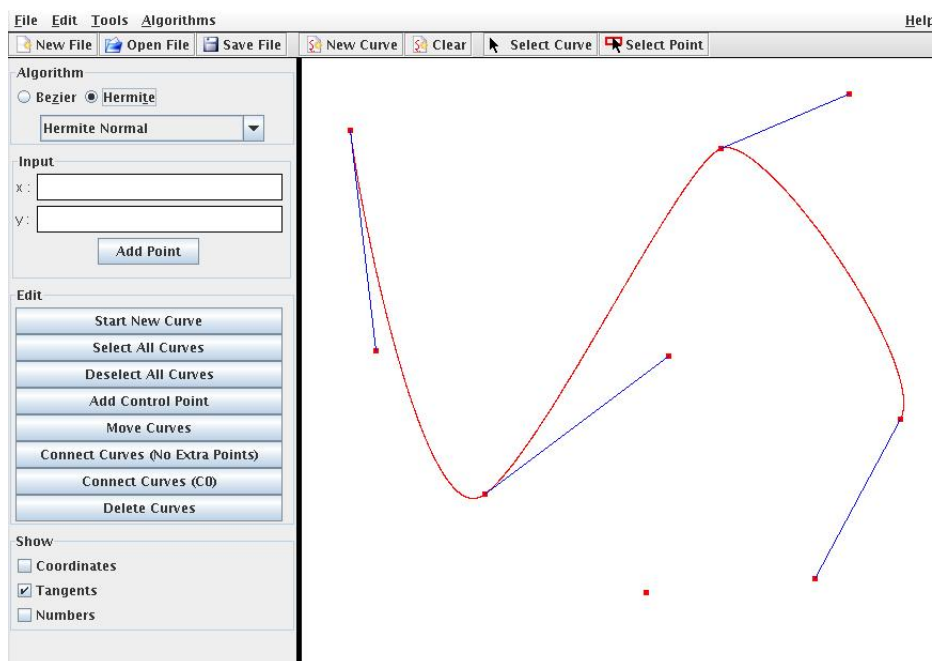 File Edit Tools Algorithms Help
New File Open File Save File New Curve Clear Select Curve Select Point
Algorithm
Bezier Hermite
Hermite Normal
Input
x :
y :
Add Point
Edit
Start New Curve
Select All Curves
Deselect All Curves
Add Control Point
Move Curves
Connect Curves (No Extra Points)
Connect Curves (C0)
Delete Curves
Show
Coordinates
Tangents
Numbers